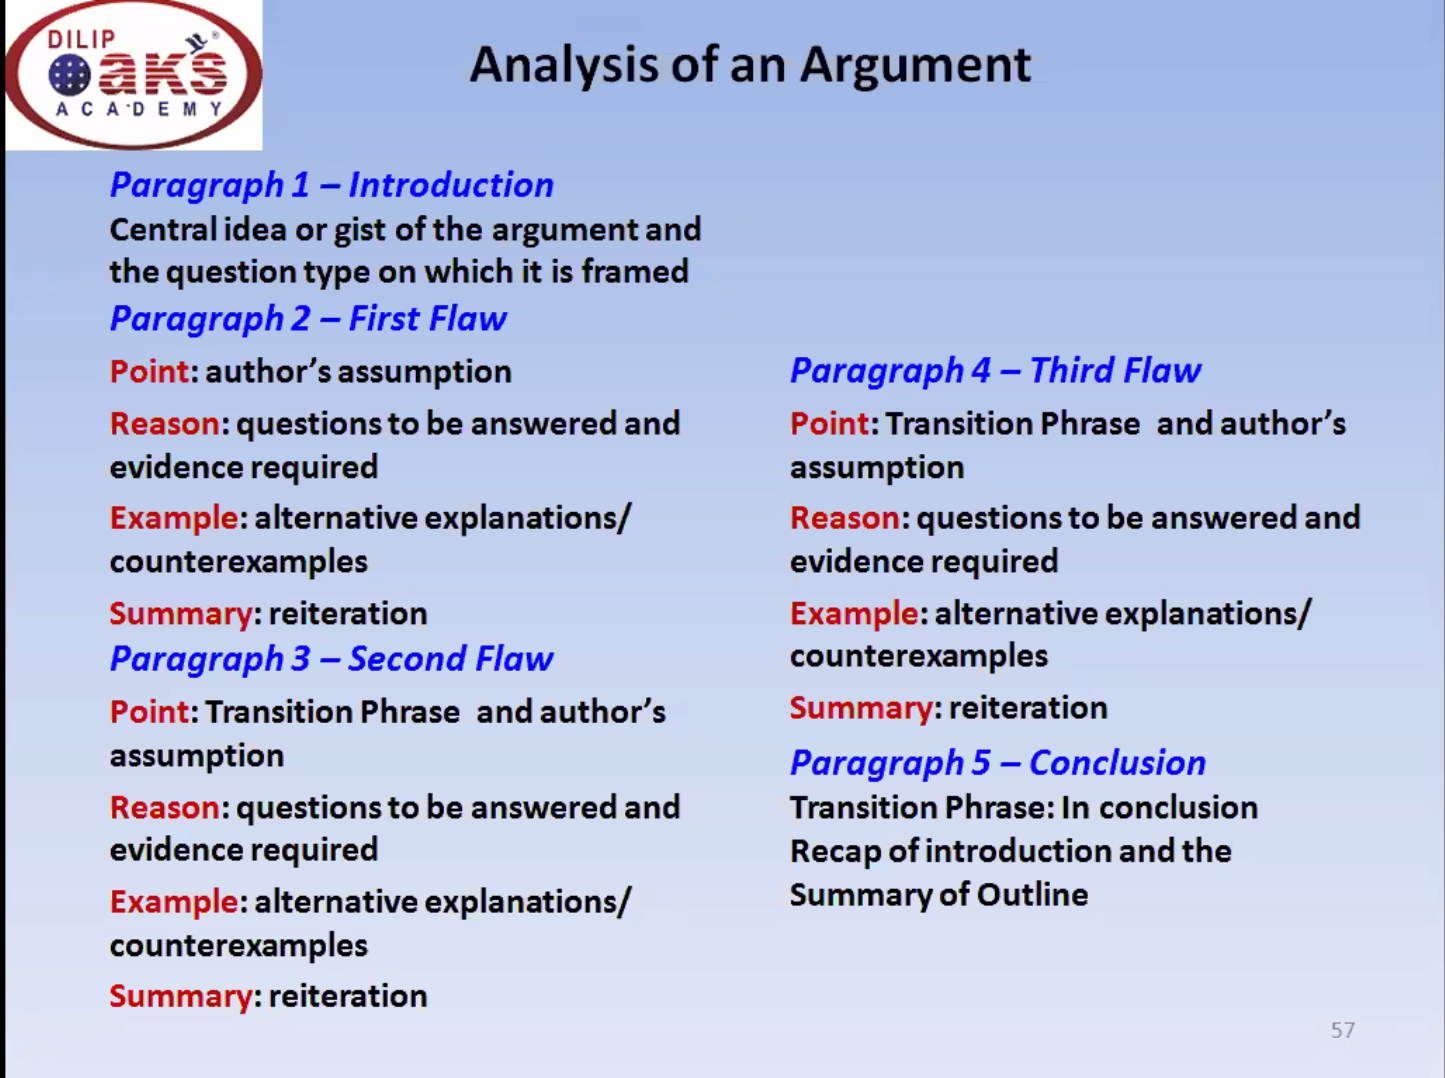 DILIP
OAK'S
ACADEMY
Analysis of an Argument
Paragraph 1 – Introduction
Central idea or gist of the argument and
the question type on which it is framed
Paragraph 2 – First Flaw
Point: author's assumption
Reason: questions to be answered and
evidence required
Example: alternative explanations/
counterexamples
Summary: reiteration
Paragraph 3 – Second Flaw
Point: Transition Phrase and author's
assumption
Reason: questions to be answered and
evidence required
Example: alternative explanations/
counterexamples
Summary: reiteration
Paragraph 4 – Third Flaw
Point: Transition Phrase and author's
assumption
Reason: questions to be answered and
evidence required
Example: alternative explanations/
counterexamples
Summary: reiteration
Paragraph 5 – Conclusion
Transition Phrase: In conclusion
Recap of introduction and the
Summary of Outline
57